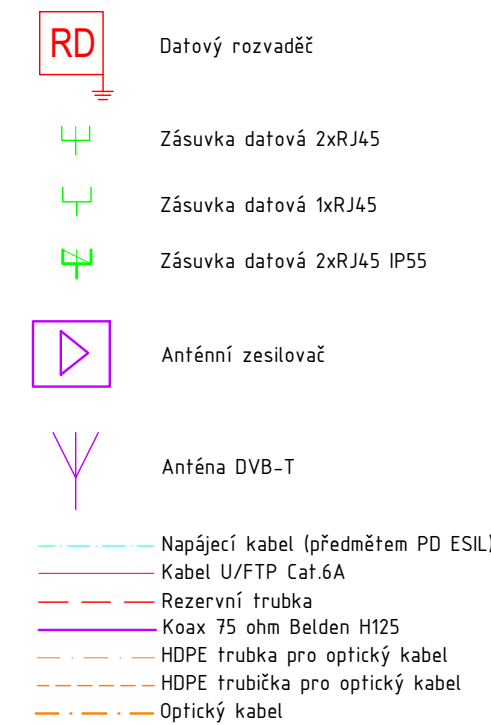 RD
Datový rozvaděč
Zásuvka datová 2xRJ45
Zásuvka datová 1xRJ45
Zásuvka datová 2xRJ45 IP55
Anténní zesilovač
Anténa DVB-T
Napájecí kabel (předmětem PD ESIL)
Kabel U/FTP Cat.6A
Rezervní trubka
Koax 75 ohm Belden H125
HDPE trubka pro optický kabel
HDPE trubička pro optický kabel
Optický kabel